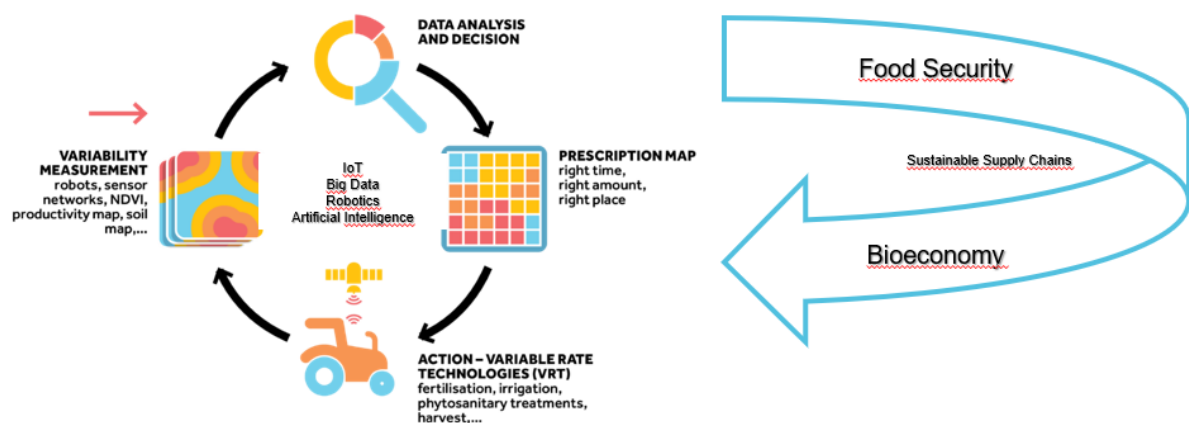 DATA ANALYSIS
AND DECISION
VARIABILITY
MEASUREMENT
robots, sensor
networks, NDVI,
productivity map, soil
map,...
IoT
Big Data
Robotics
Artificial Intelligence
PRESCRIPTION MAP
right time,
right amount,
right place
ACTION – VARIABLE RATE
TECHNOLOGIES (VRT)
fertilisation, irrigation,
phytosanitary treatments,
harvest,...
Food Security
Sustainable Supply Chains
Bioeconomy